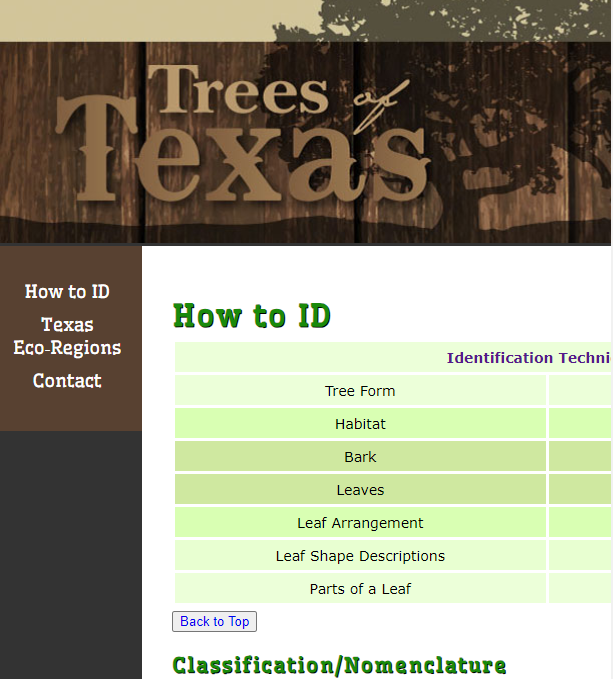 Trees of
Texas
How to ID
Texas
Eco-Regions
Contact
How to ID
Identification
Tree Form
Habitat
Bark
Leaves
Leaf Arrangement
Leaf Shape Descriptions
Parts of a Leaf
Back to Top
Classification/Nomenclature